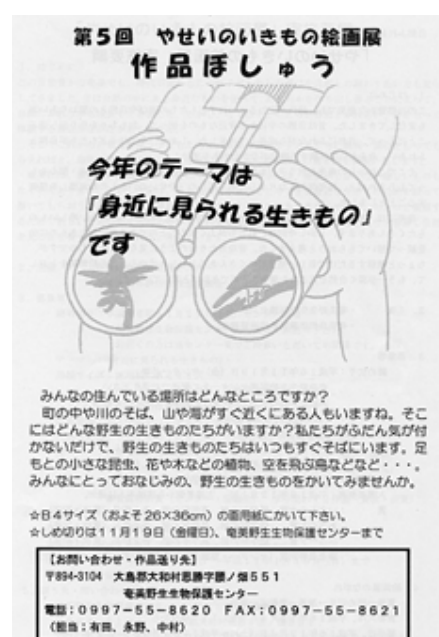 第5回 やせいのいきもの絵画展
作品ぼしゅう
今年のテーマは
『身近に見られる生きもの』
です
みんなの住んでいる場所はどんなところですか？
町の中や川のそば、山や海がすぐ近くにある人もいますね。そこ
にはどんな野生の生きものたちがいますか？私たちがふだん気が付
かないだけで、野生の生きものたちはいつもすぐそばにいます。足
もとの小さな昆虫、花や木などの植物、空を飛ぶ鳥などなど・・・。
みんなにとっておなじみの、野生の生きものをかいてみませんか。
☆B4サイズ（およそ26×36cm）の画用紙にかいて下さい。
☆しめ切りは11月19日（金曜日）、奄美野生生物保護センターまで
【お問い合わせ・作品送り先】
〒894-3104 大島郡大和村思勝字腰ノ畑551
奄美野生生物保護センター
電話：0997-55-8620 FAX：0997-55-8621
（担当：有田、永野、中村）